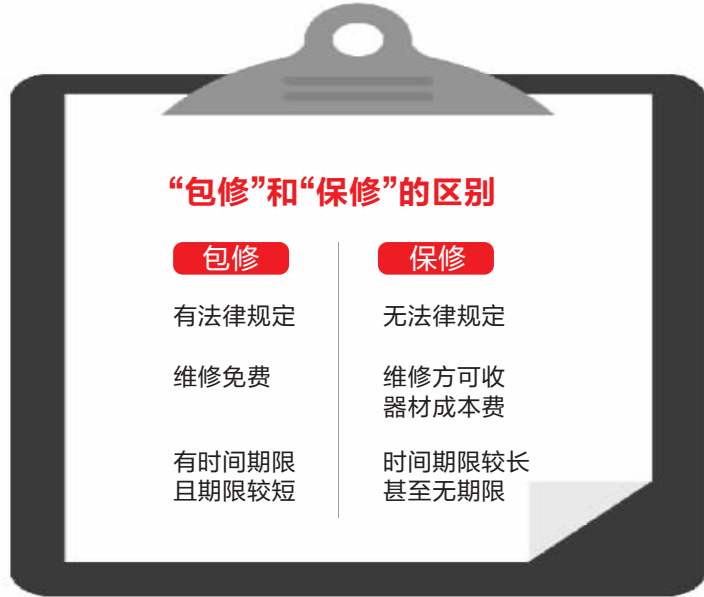 “包修”和“保修”的区别
包修
有法律规定
维修免费
有时间期限
且期限较短
保修
无法律规定
维修方可收
器材成本费
时间期限较长
甚至无期限